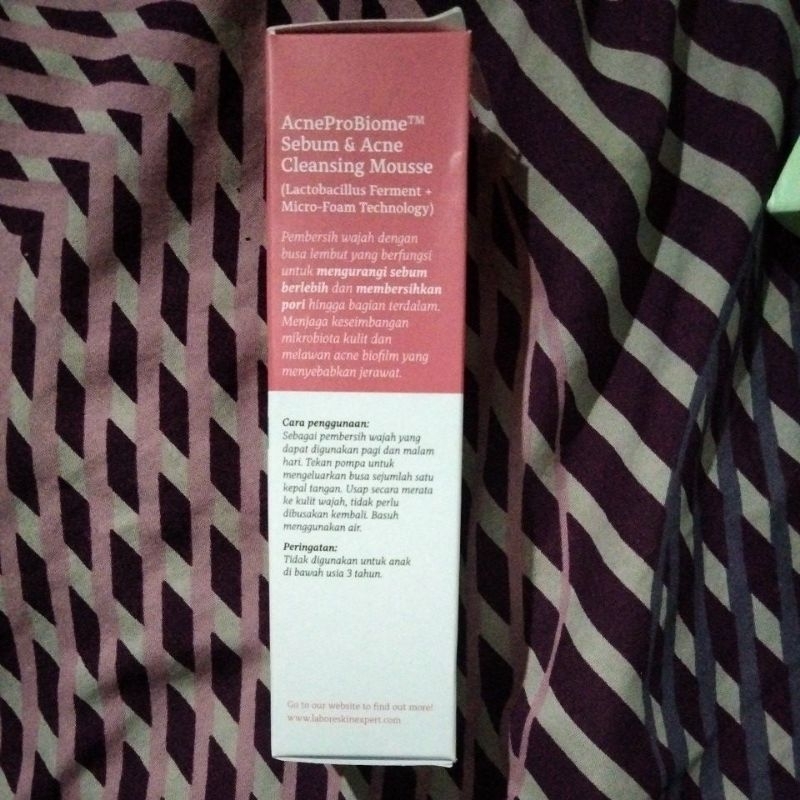 AcneProBiome™
Sebum & Acne
Cleansing Mousse
(Lactobacillus Ferment +
Micro-Foam Technology)
Pembersih wajah dengan
busa lembut yang berfungsi
untuk mengurangi sebum
berlebih dan membersihkan
pori hingga bagian terdalam.
Menjaga keseimbangan
mikrobiota kulit dan
melawan acne biofilm yang
menyebabkan jerawat.
Cara penggunaan:
Sebagai pembersih wajah yang
dapat digunakan pagi dan malam
hari. Tekan pompa untuk
mengeluarkan busa sejumlah satu
kepal tangan. Usap secara merata
ke kulit wajah, tidak perlu
dibusakan kembali. Basuh
menggunakan air.
Peringatan:
Tidak digunakan untuk anak
di bawah usia 3 tahun.
Go to our website to find out more!
www.laboreskinexpert.com